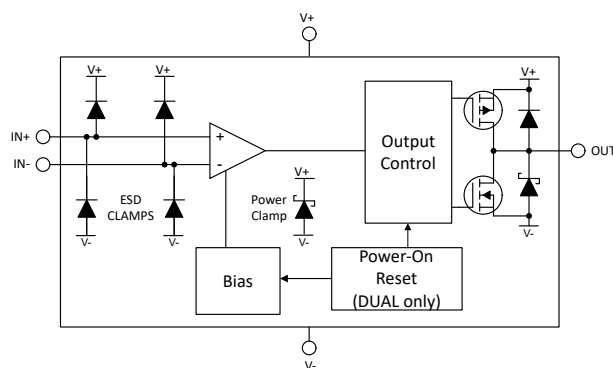 V+
V+
V+
V+
IN+
+
Output
Control
OUT
IN-
-
ESD
CLAMPS
Power
Clamp
V+
V-
V-
V-
V-
Bias
Power-On
Reset
(DUAL only)
V-